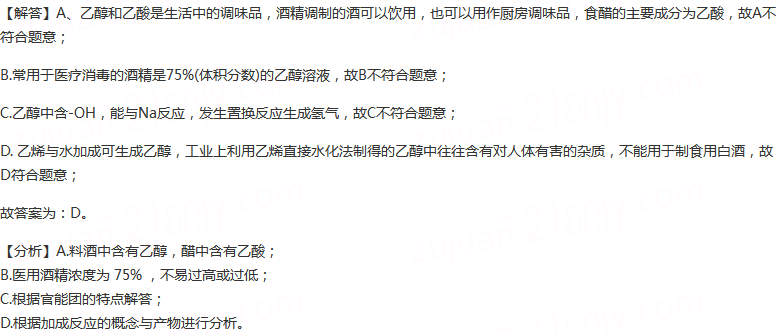 【解答】A、乙醇和乙酸是生活中的调味品，酒精调制的酒可以饮用，也可以用作厨房调味品，食醋的主要成分为乙酸，故A不
符合题意；
B.常用于医疗消毒的酒精是75%(体积分数)的乙醇溶液，故B不符合题意；
C.乙醇中含-OH，能与Na反应，发生置换反应生成氢气，故C不符合题意；
D. 乙烯与水加成可生成乙醇，工业上利用乙烯直接水化法制得的乙醇中往往含有对人体有害的杂质，不能用于制食用白酒，故
D符合题意；
故答案为：D。
【分析】A.料酒中含有乙醇，醋中含有乙酸；
B.医用酒精浓度为 75% ，不易过高或过低；
C.根据官能团的特点解答；
D.根据加成反应的概念与产物进行分析。